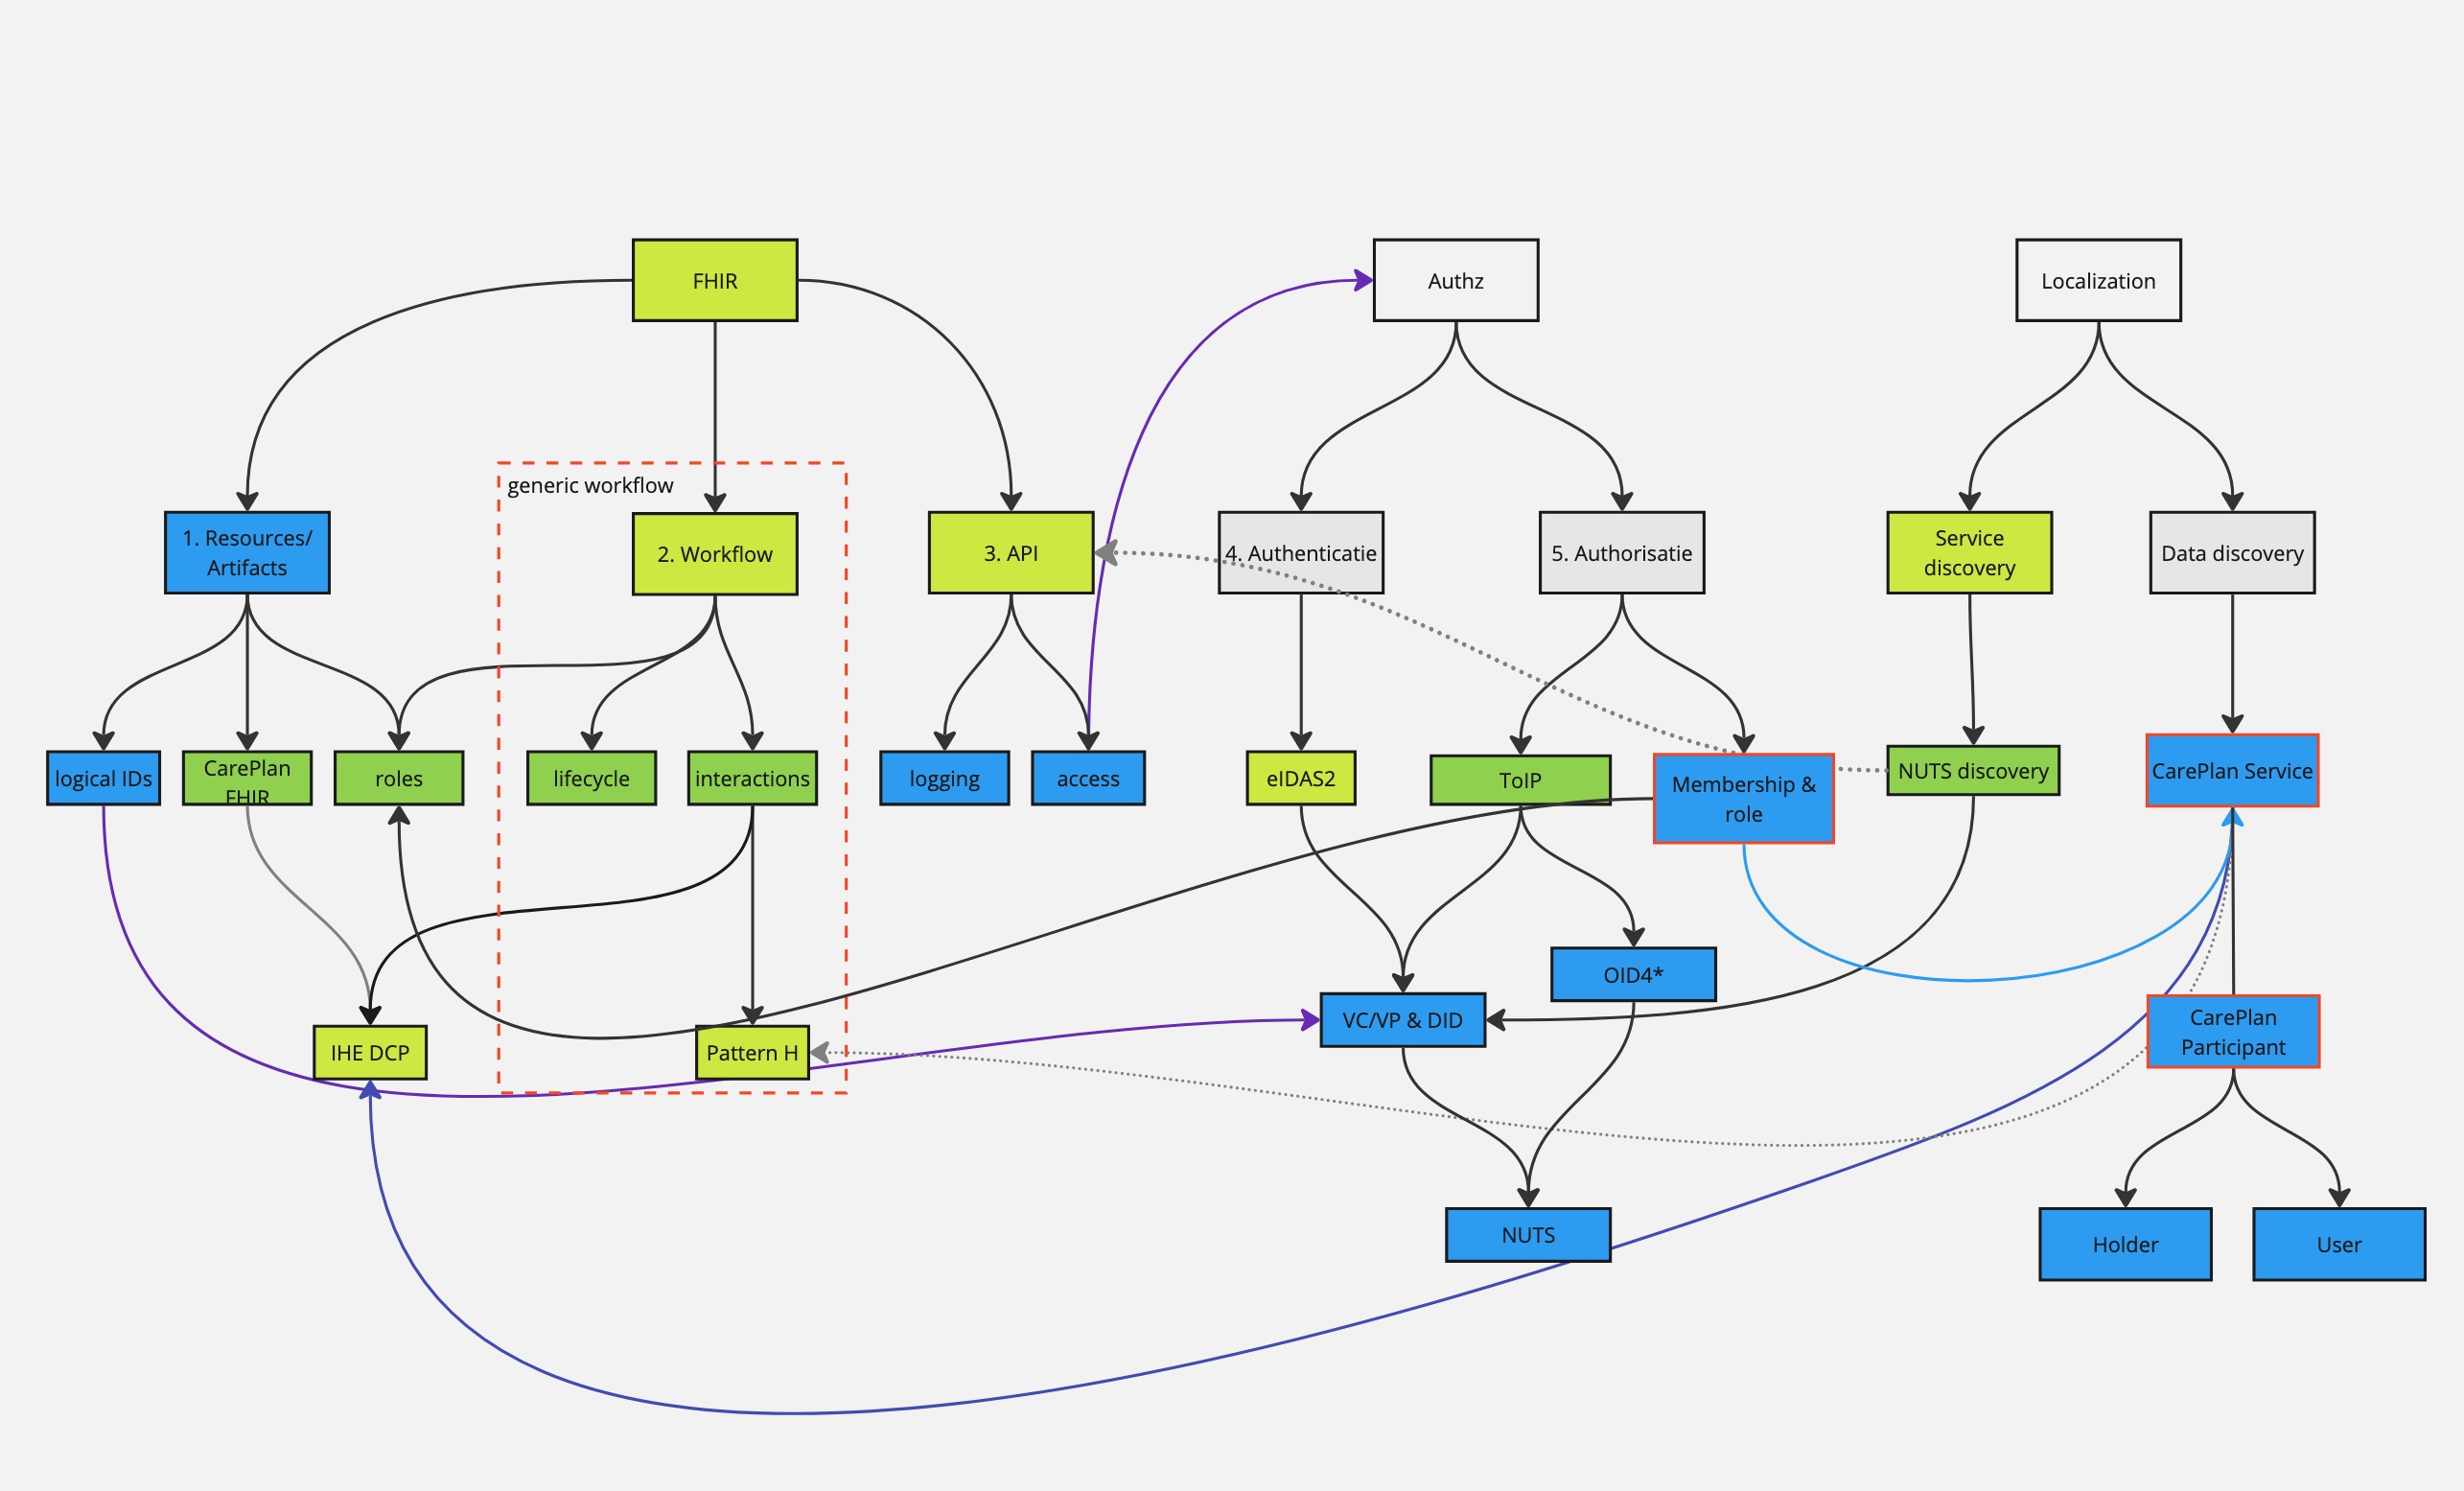 FHIR
Authz
Localization
generic workflow
1. Resources/
Artifacts
2. Workflow
3. API
4. Authenticatie
5. Authorisatie
Service
discovery
Data discovery
logical IDs
CarePlan
FHIR
roles
lifecycle
interactions
logging
access
eIDAS2
ToIP
Membership &
role
NUTS discovery
CarePlan Service
OID4*
VC/VP & DID
CarePlan
Participant
IHE DCP
Pattern H
NUTS
Holder
User